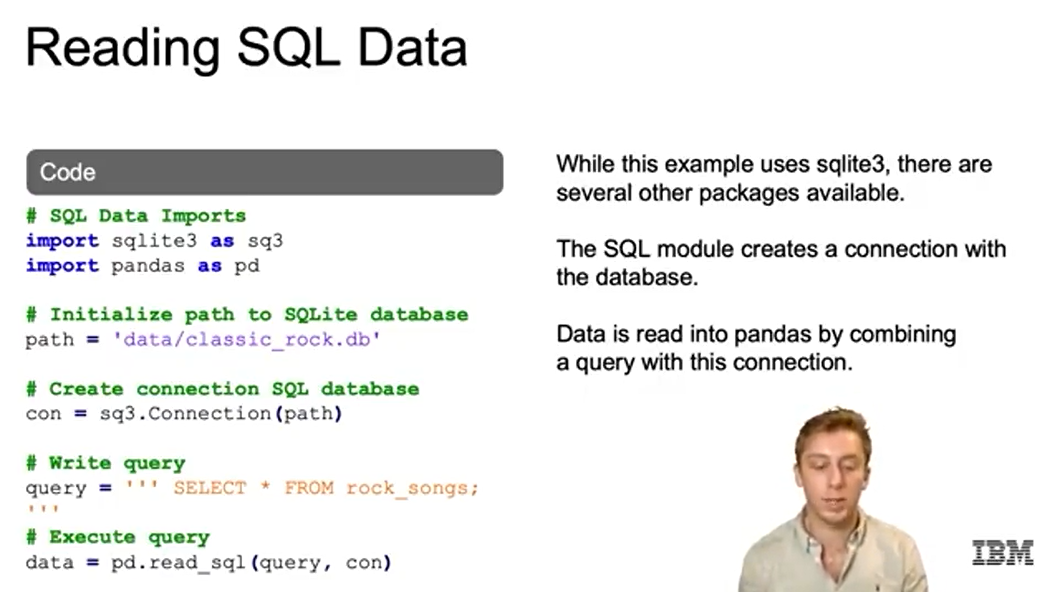 Reading SQL Data
Code
# SQL Data Imports
import sqlite3 as sq3
import pandas as pd
# Initialize path to SQLite database
path = 'data/classic_rock.db'
# Create connection SQL database
con = sq3.Connection(path)
# Write query
query = ''' SELECT * FROM rock_songs;
'''
# Execute query
data = pd.read_sql(query, con)
While this example uses sqlite3, there are
several other packages available.
The SQL module creates a connection with
the database.
Data is read into pandas by combining
a query with this connection.
IBM